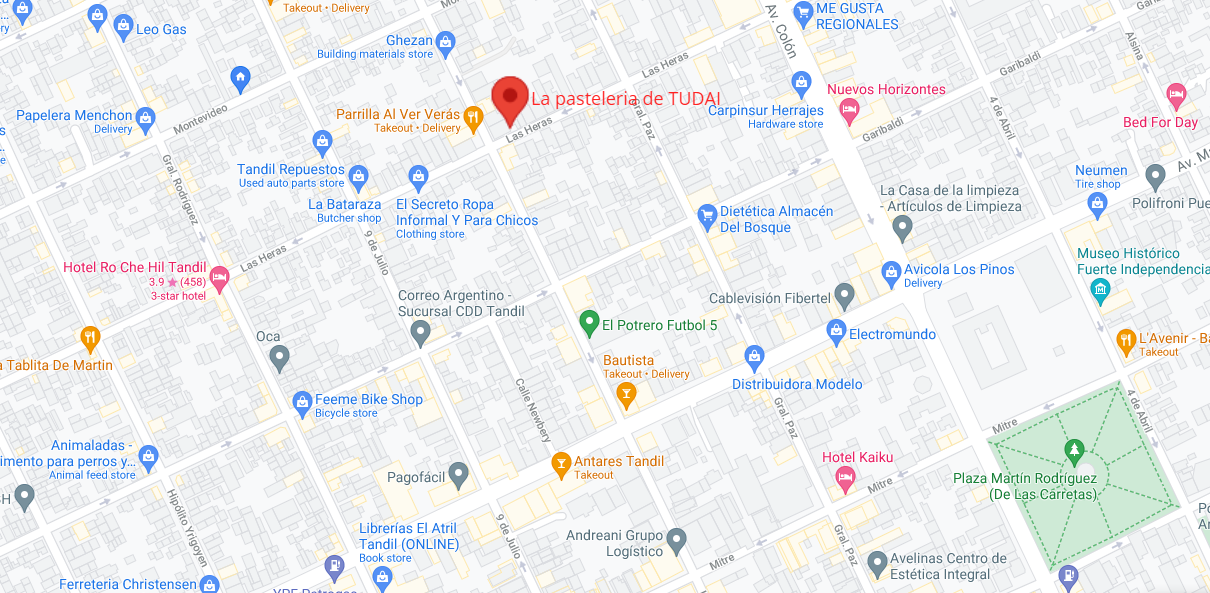 Takeout • Delivery
ME GUSTA
REGIONALES
Leo Gas
Av. Colón
Ghezan
Building materials store
Alsina
Las Heras
Garibaldi
La pasteleria de TUDAI
Nuevos Horizontes
Papelera Menchon
Delivery
Montevideo
Parrilla Al Ver Verás
Takeout • Delivery
Las Heras
Gral. Paz
Carpinsur Herrajes
Hardware store
4 de Abril
Bed For Day
Garibaldi
Tandil Repuestos
Used auto parts store
Gral. Rodríguez
Neumen
Tire shop
Av. Ma
La Bataraza
Butcher shop
El Secreto Ropa
Informal Y Para Chicos
Clothing store
Dietética Almacén
Del Bosque
La Casa de la limpieza
- Artículos de Limpieza
Polifroni Pue
9 de Julio
Las Heras
Hotel Ro Che Hil Tandil
3.9 ★ (458)
3-star hotel
Avicola Los Pinos
Delivery
Museo Histórico
Fuerte Independencia
Correo Argentino -
Sucursal CDD Tandil
Cablevisión Fibertel
El Potrero Futbol 5
Electromundo
Oca
a Tablita De Martin
L'Avenir - Ba
Takeout
Bautista
Takeout • Delivery
Distribuidora Modelo
Feeme Bike Shop
Bicycle store
Calle Newbery
Gral. Paz
Mitre
4 de Abril
Animaladas -
imento para perros y...
Animal feed store
Pagofácil
Antares Tandil
Takeout
Hotel Kaiku
Mitre
Plaza Martín Rodríguez
(De Las Carretas)
Hipólito Yrigoyen
9 de Julio
Librerías El Atril
Tandil (ONLINE)
Book store
Andreani Grupo
Logístico
Mitre
Gral. Paz
Avelinas Centro de
Estética Integral
Ferreteria Christensen
YPF Petrogas